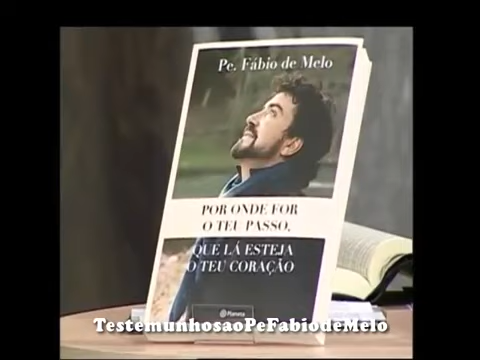 Pe. Fábio de Melo
POR ONDE FOR
O TEU PASSO,
QUE LÁ ESTEJA
O TEU CORAÇÃO
Planeta
TestemunhosaoPeFabiodeMelo